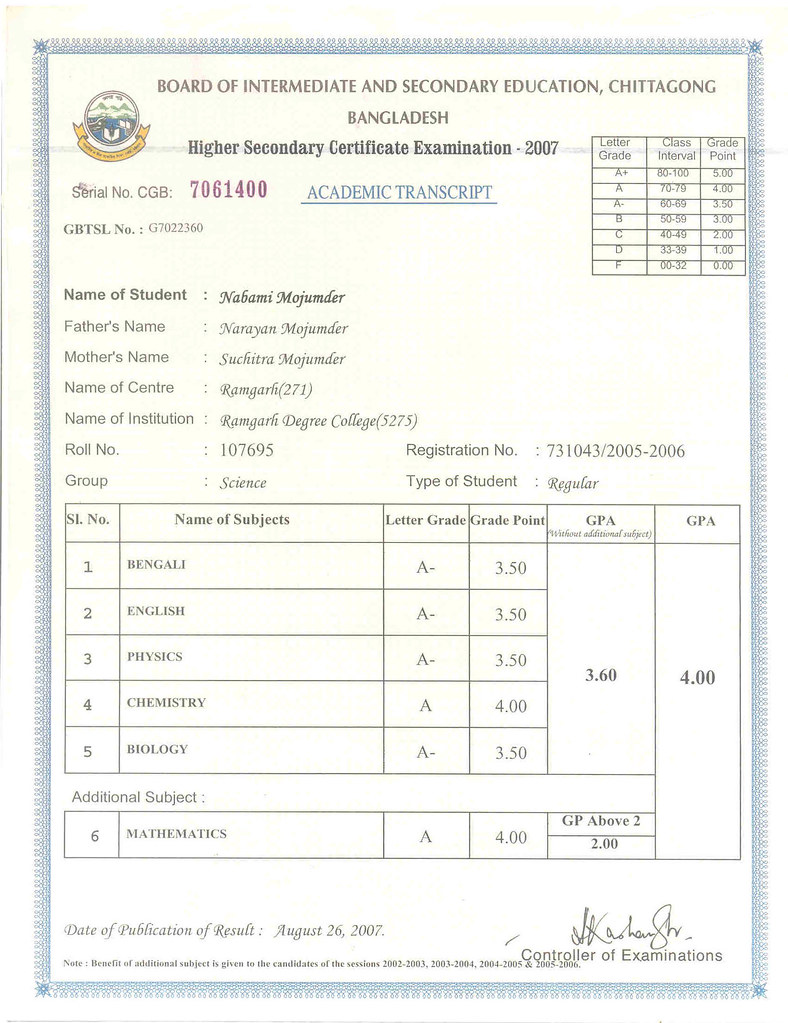 BOARD OF INTERMEDIATE AND SECONDARY EDUCATION, CHITTAGONG
BANGLADESH
Higher Secondary Certificate Examination - 2007
Serial No. CGB: 7061400 ACADEMIC TRANSCRIPT
GBTSL No. : G7022360
Letter Grade Class Interval Grade Point
A+ 80-100 5.00
A 70-79 4.00
A- 60-69 3.50
B 50-59 3.00
C 40-49 2.00
D 33-39 1.00
F 00-32 0.00
Name of Student : Nabami Mojumder
Father's Name : Narayan Mojumder
Mother's Name : Suchitra Mojumder
Name of Centre : Ramgarh(271)
Name of Institution : Ramgarh Degree College(5275)
Roll No. : 107695 Registration No. : 731043/2005-2006
Group : Science Type of Student : Regular
Sl. No. Name of Subjects Letter Grade Grade Point GPA (Without additional subject) GPA
1 BENGALI A- 3.50
2 ENGLISH A- 3.50
3 PHYSICS A- 3.50
3.60 4.00
4 CHEMISTRY A 4.00
5 BIOLOGY A- 3.50
Additional Subject :
6 MATHEMATICS A 4.00 GP Above 2
2.00
Date of Publication of Result : August 26, 2007.
Controller of Examinations
Note : Benefit of additional subject is given to the candidates of the sessions 2002-2003, 2003-2004, 2004-2005 & 2005-2006.